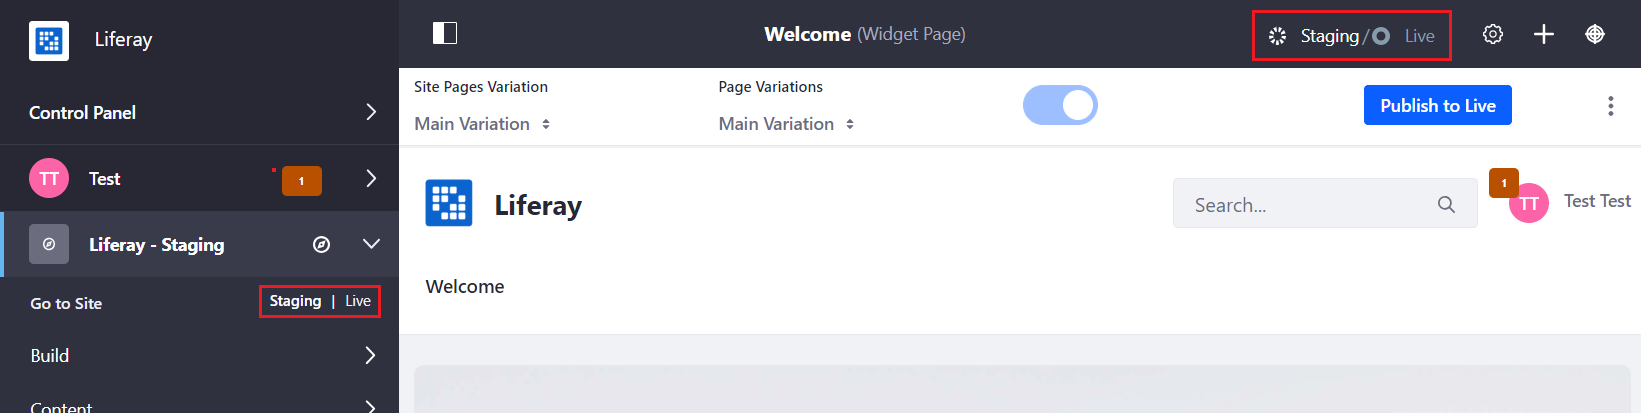 Liferay
Control Panel
TT Test 1
Liferay - Staging
Go to Site Staging | Live
Build
Content
Welcome (Widget Page) Staging / Live
Site Pages Variation Page Variations
Main Variation Main Variation Publish to Live
Liferay Search... 1 TT Test Test
Welcome